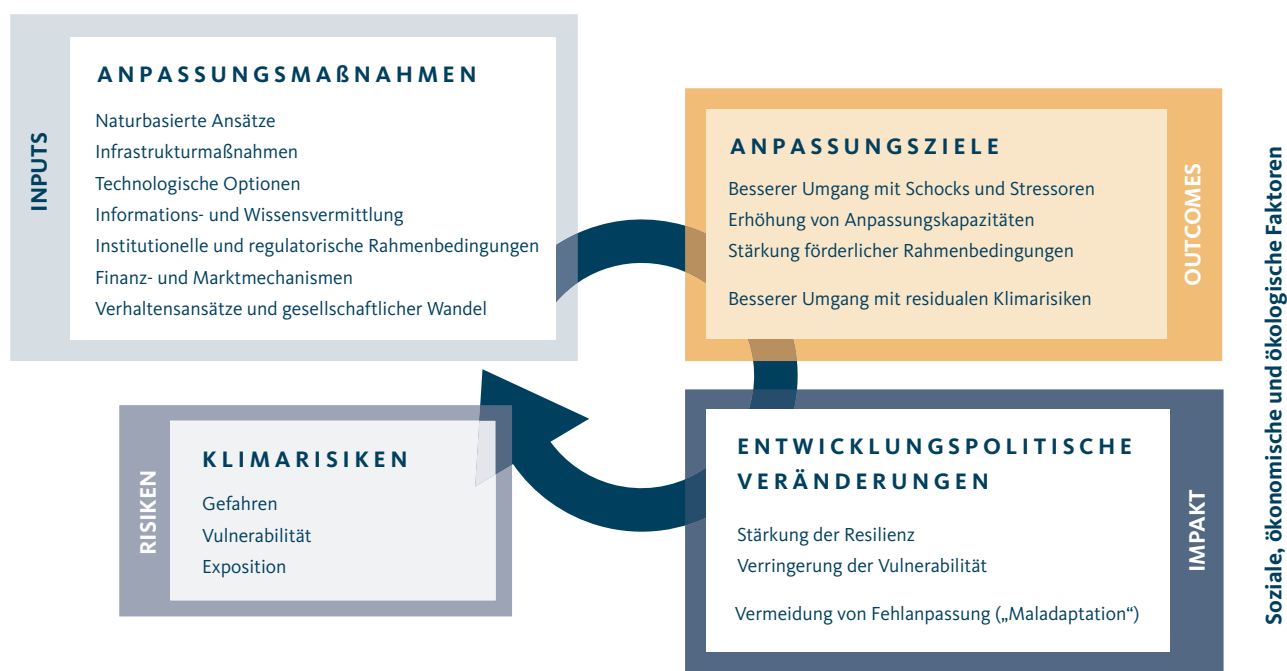 INPUTS
ANPASSUNGSMAßNAHMEN
Naturbasierte Ansätze
Infrastrukturmaßnahmen
Technologische Optionen
Informations- und Wissensvermittlung
Institutionelle und regulatorische Rahmenbedingungen
Finanz- und Marktmechanismen
Verhaltensansätze und gesellschaftlicher Wandel
ANPASSUNGSZIELE
Besserer Umgang mit Schocks und Stressoren
Erhöhung von Anpassungskapazitäten
Stärkung förderlicher Rahmenbedingungen
Besserer Umgang mit residualen Klimarisiken
OUTCOMES
RISIKEN
KLIMARISIKEN
Gefahren
Vulnerabilität
Exposition
ENTWICKLUNGSPOLITISCHE
VERÄNDERUNGEN
Stärkung der Resilienz
Verringerung der Vulnerabilität
Vermeidung von Fehlanpassung („Maladaptation“)
IMPAKT
Soziale, ökonomische und ökologische Faktoren